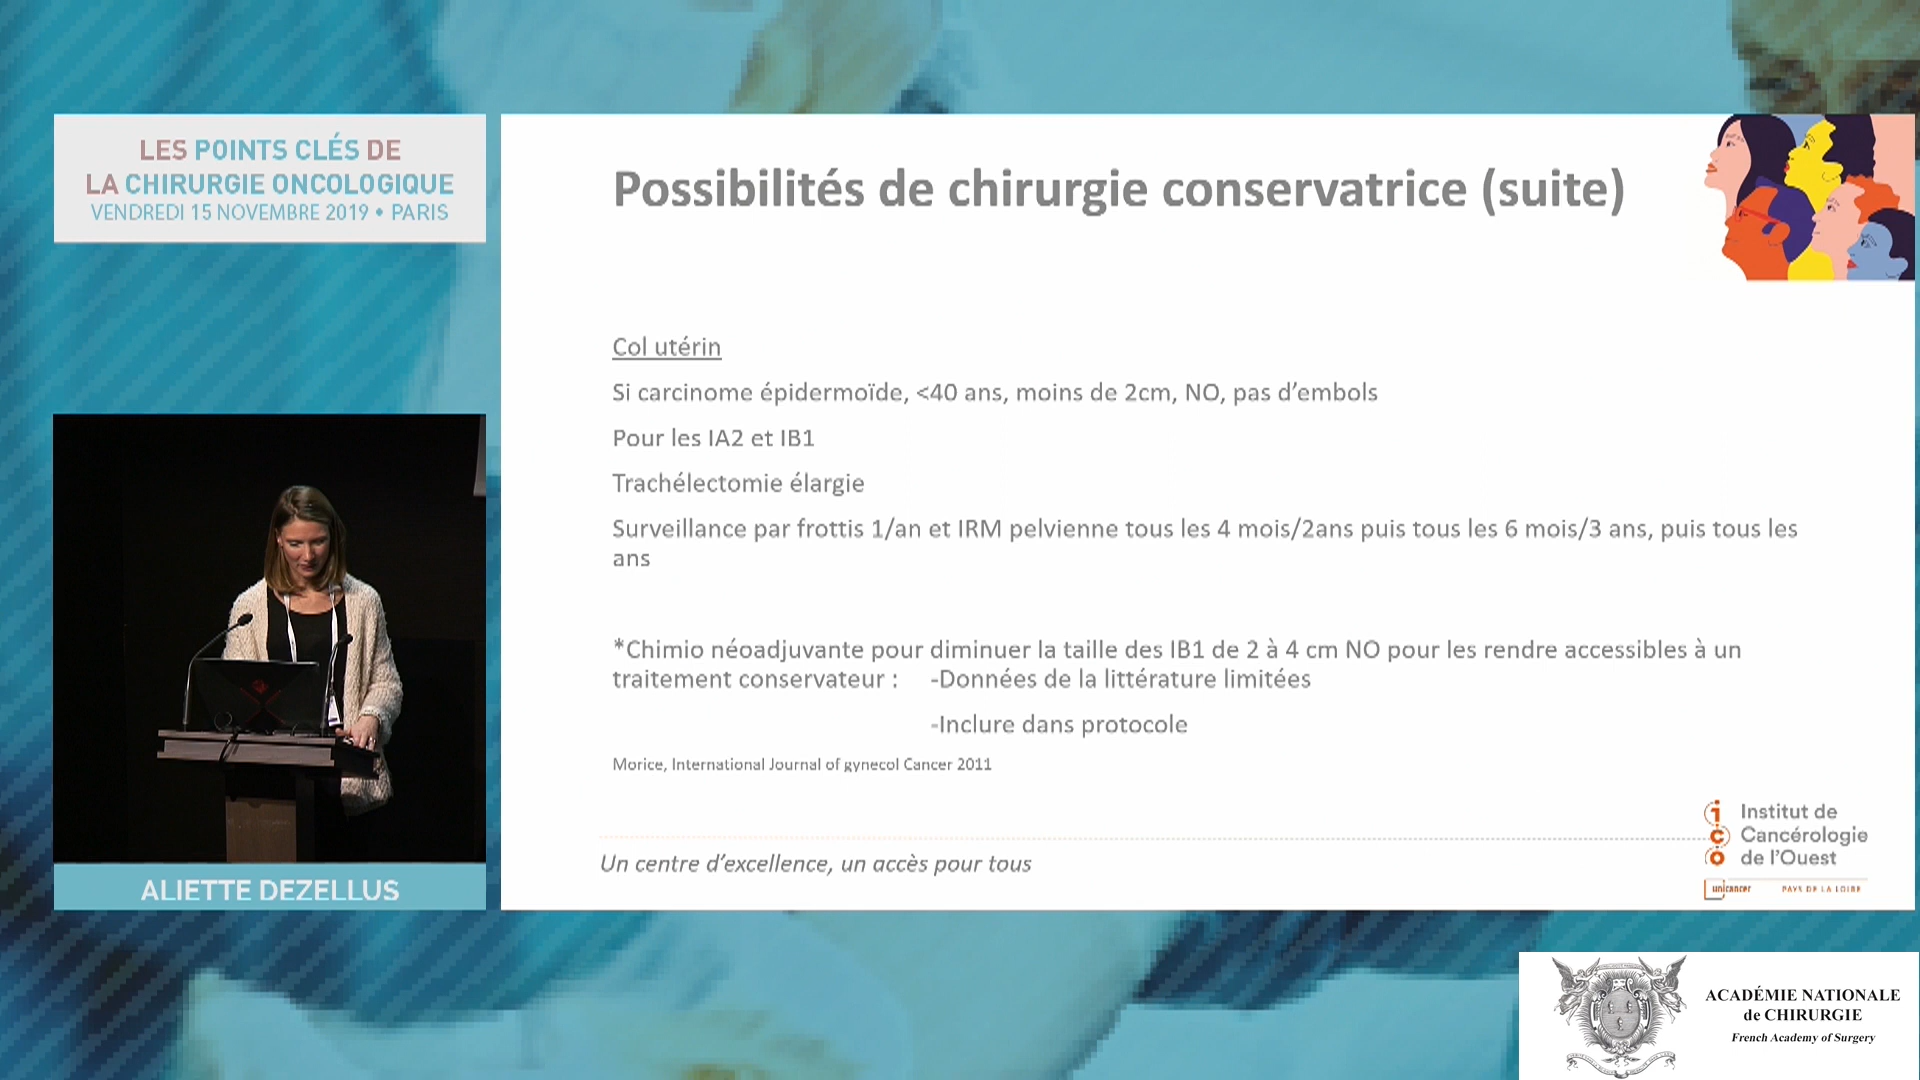 LES POINTS CLÉS DE
LA CHIRURGIE ONCOLOGIQUE
VENDREDI 15 NOVEMBRE 2019 • PARIS
Possibilités de chirurgie conservatrice (suite)
Col utérin
Si carcinome épidermoïde, <40 ans, moins de 2cm, NO, pas d’embols
Pour les IA2 et IB1
Trachélectomie élargie
Surveillance par frottis 1/an et IRM pelvienne tous les 4 mois/2ans puis tous les 6 mois/3 ans, puis tous les
ans
*Chimio néoadjuvante pour diminuer la taille des IB1 de 2 à 4 cm NO pour les rendre accessibles à un
traitement conservateur : -Données de la littérature limitées
-Inclure dans protocole
Morice, International Journal of gynecol Cancer 2011
Un centre d’excellence, un accès pour tous
ico
Institut de
Cancérologie
de l’Ouest
unicancer
PAYS DE LA LOIRE
ALIETTE DEZELLUS
ACADÉMIE NATIONALE
de CHIRURGIE
French Academy of Surgery